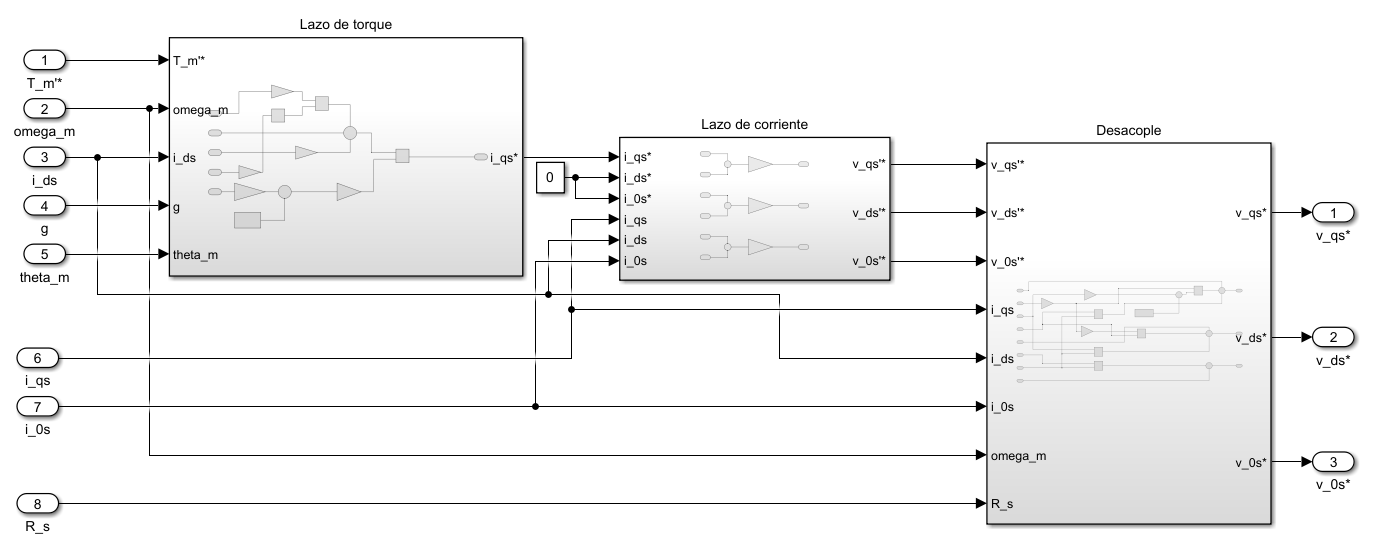 Lazo de torque
1
T_m'*
2
omega_m
3
i_ds
4
g
5
theta_m
T_m'*
omega_m
i_ds
g
theta_m
i_qs*
0
Lazo de corriente
i_qs*
i_ds*
i_0s*
i_qs
i_ds
i_0s
v_qs'*
v_ds'*
v_0s'*
Desacople
v_qs'*
v_ds'*
v_0s'*
i_qs
i_ds
i_0s
omega_m
R_s
v_qs*
v_ds*
v_0s*
1
v_qs*
2
v_ds*
3
v_0s*
6
i_qs
7
i_0s
8
R_s